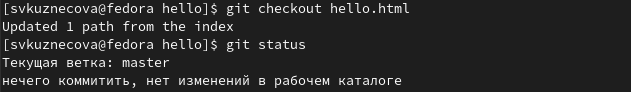 [svkuznecova@fedora hello]$ git checkout hello.html
Updated 1 path from the index
[svkuznecova@fedora hello]$ git status
Текущая ветка: master
нечего коммитить, нет изменений в рабочем каталоге